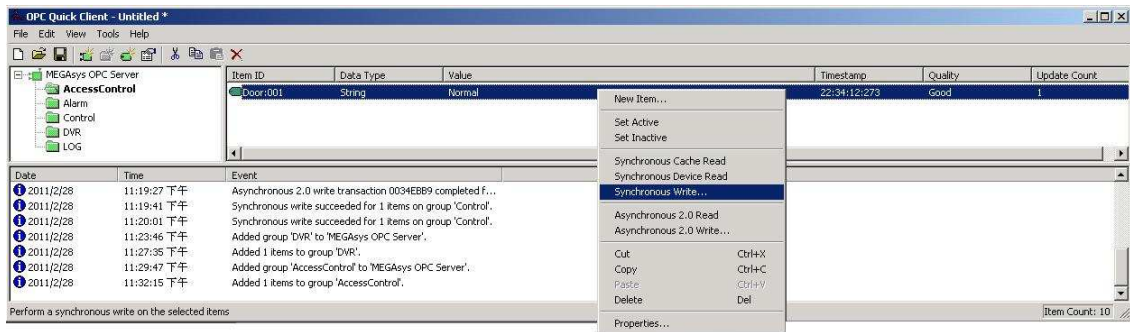 OPC Quick Client - Untitled *
File Edit View Tools Help
MEGAsys OPC Server
AccessControl
Alarm
Control
DVR
LOG
Item ID Data Type Value Timestamp Quality Update Count
Door:001 String Normal 22:34:12:273 Good 1
New Item...
Set Active
Set Inactive
Synchronous Cache Read
Synchronous Device Read
Synchronous Write...
Asynchronous 2.0 Read
Asynchronous 2.0 Write...
Cut Ctrl+X
Copy Ctrl+C
Paste Ctrl+V
Delete Del
Properties...
Date Time Event
2011/2/28 11:19:27 下午 Asynchronous 2.0 write transaction 0034EBB9 completed f...
2011/2/28 11:19:41 下午 Synchronous write succeeded for 1 items on group 'Control'.
2011/2/28 11:20:01 下午 Synchronous write succeeded for 1 items on group 'Control'.
2011/2/28 11:23:46 下午 Added group 'DVR' to 'MEGAsys OPC Server'.
2011/2/28 11:27:35 下午 Added 1 items to group 'DVR'.
2011/2/28 11:29:47 下午 Added group 'AccessControl' to 'MEGAsys OPC Server'.
2011/2/28 11:32:15 下午 Added 1 items to group 'AccessControl'.
Perform a synchronous write on the selected items
Item Count: 10